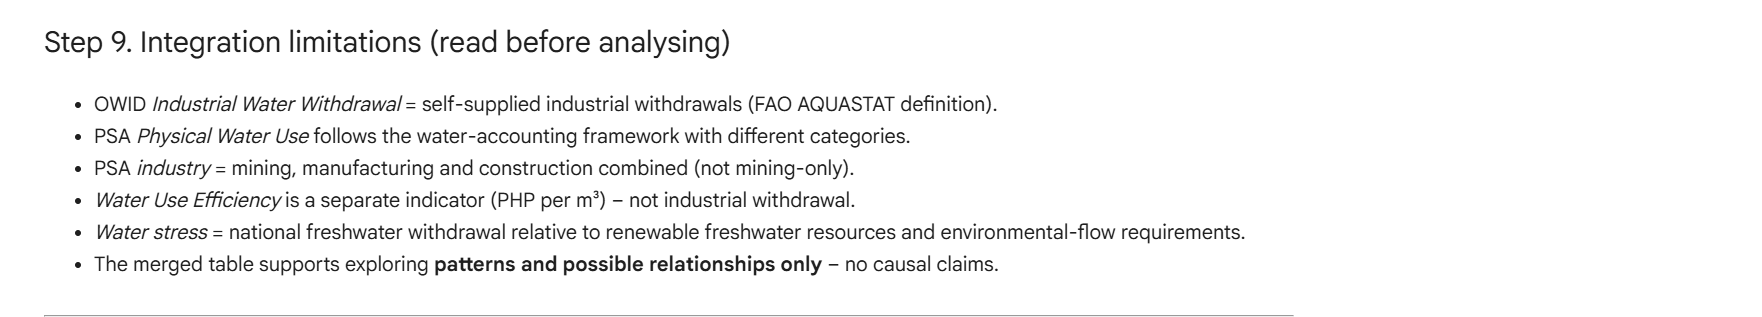 Step 9. Integration limitations (read before analysing)
• OWID Industrial Water Withdrawal = self-supplied industrial withdrawals (FAO AQUASTAT definition).
• PSA Physical Water Use follows the water-accounting framework with different categories.
• PSA industry = mining, manufacturing and construction combined (not mining-only).
• Water Use Efficiency is a separate indicator (PHP per m³) – not industrial withdrawal.
• Water stress = national freshwater withdrawal relative to renewable freshwater resources and environmental-flow requirements.
• The merged table supports exploring patterns and possible relationships only – no causal claims.